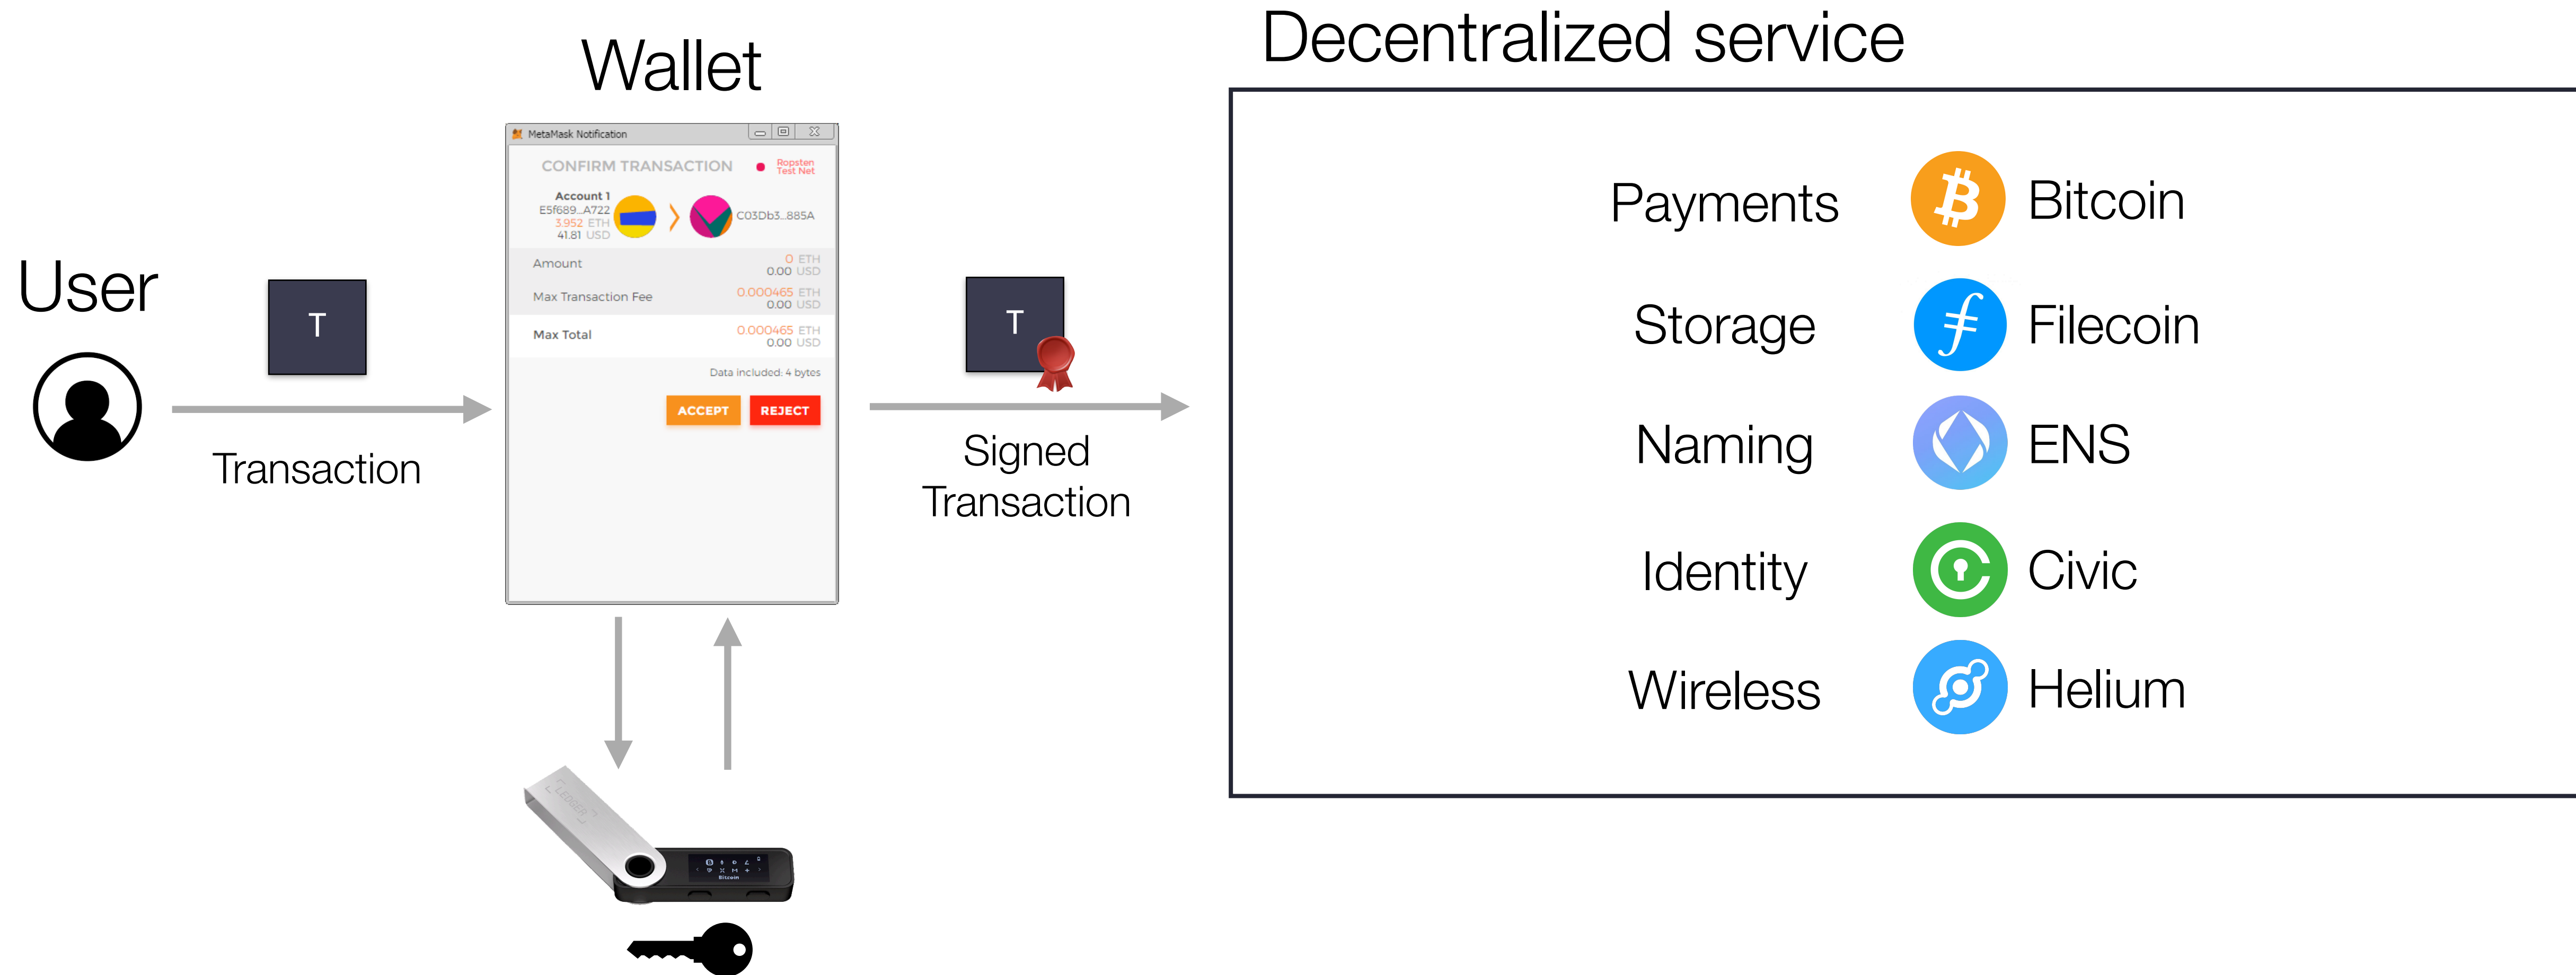 Decentralized service
Wallet
MetaMask Notification
CONFIRM TRANSACTION
Ropsten
Test Net
Account 1
E5f689...A722
3.952 ETH
41.81 USD
C03Db3...885A
Amount
0 ETH
0.00 USD
Max Transaction Fee
0.000465 ETH
0.00 USD
Max Total
0.000465 ETH
0.00 USD
Data included: 4 bytes
ACCEPT
REJECT
User
T
Transaction
T
Signed
Transaction
LEDGER
Bitcoin
Payments
Bitcoin
Storage
Filecoin
Naming
ENS
Identity
Civic
Wireless
Helium